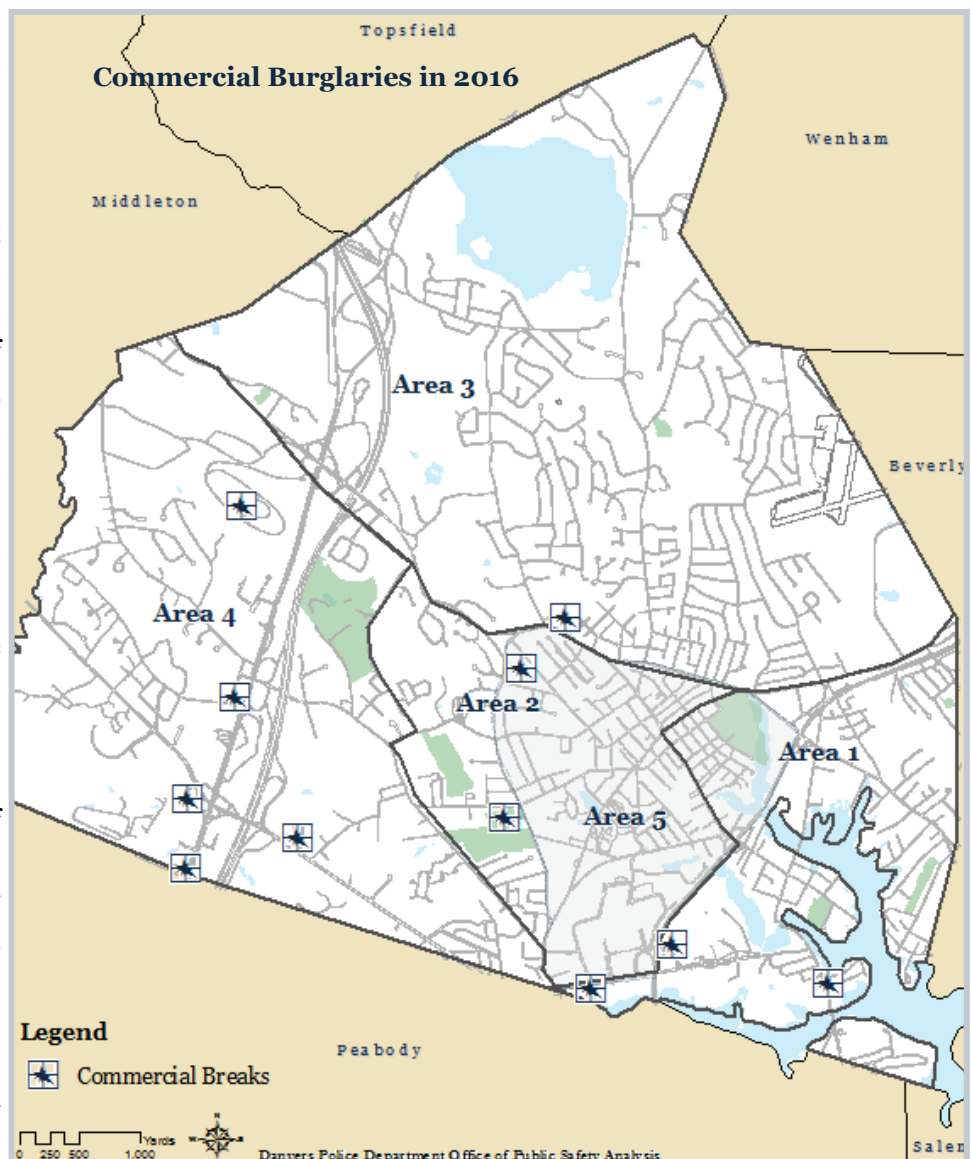 Topsfield
Commercial Burglaries in 2016
Wenham
Middleton
Area 3
Beverly
Area 4
Area 2
Area 1
Area 5
Legend
Peabody
Commercial Breaks
N
W
Yards
0 250 500 1,000
Danvers Police Department Office of Public Safety Analysis
Salem